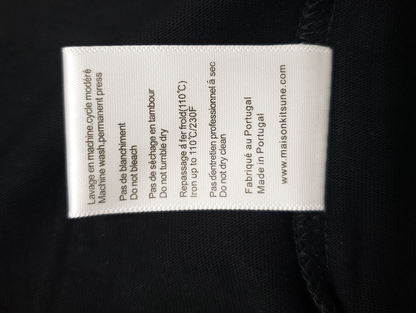 Lavage en machine.cycle modéré
Machine wash.permanent press
Pas de blanchiment
Do not bleach
Pas de sèchage en tambour
Do not tumble dry
Repassage á fer froid(110°C)
Iron up to 110°C/230F
Pas d'entretien professionnel â sec
Do not dry clean
Fabriqué au Portugal
Made in Portugal
www.maisonkitsune.com